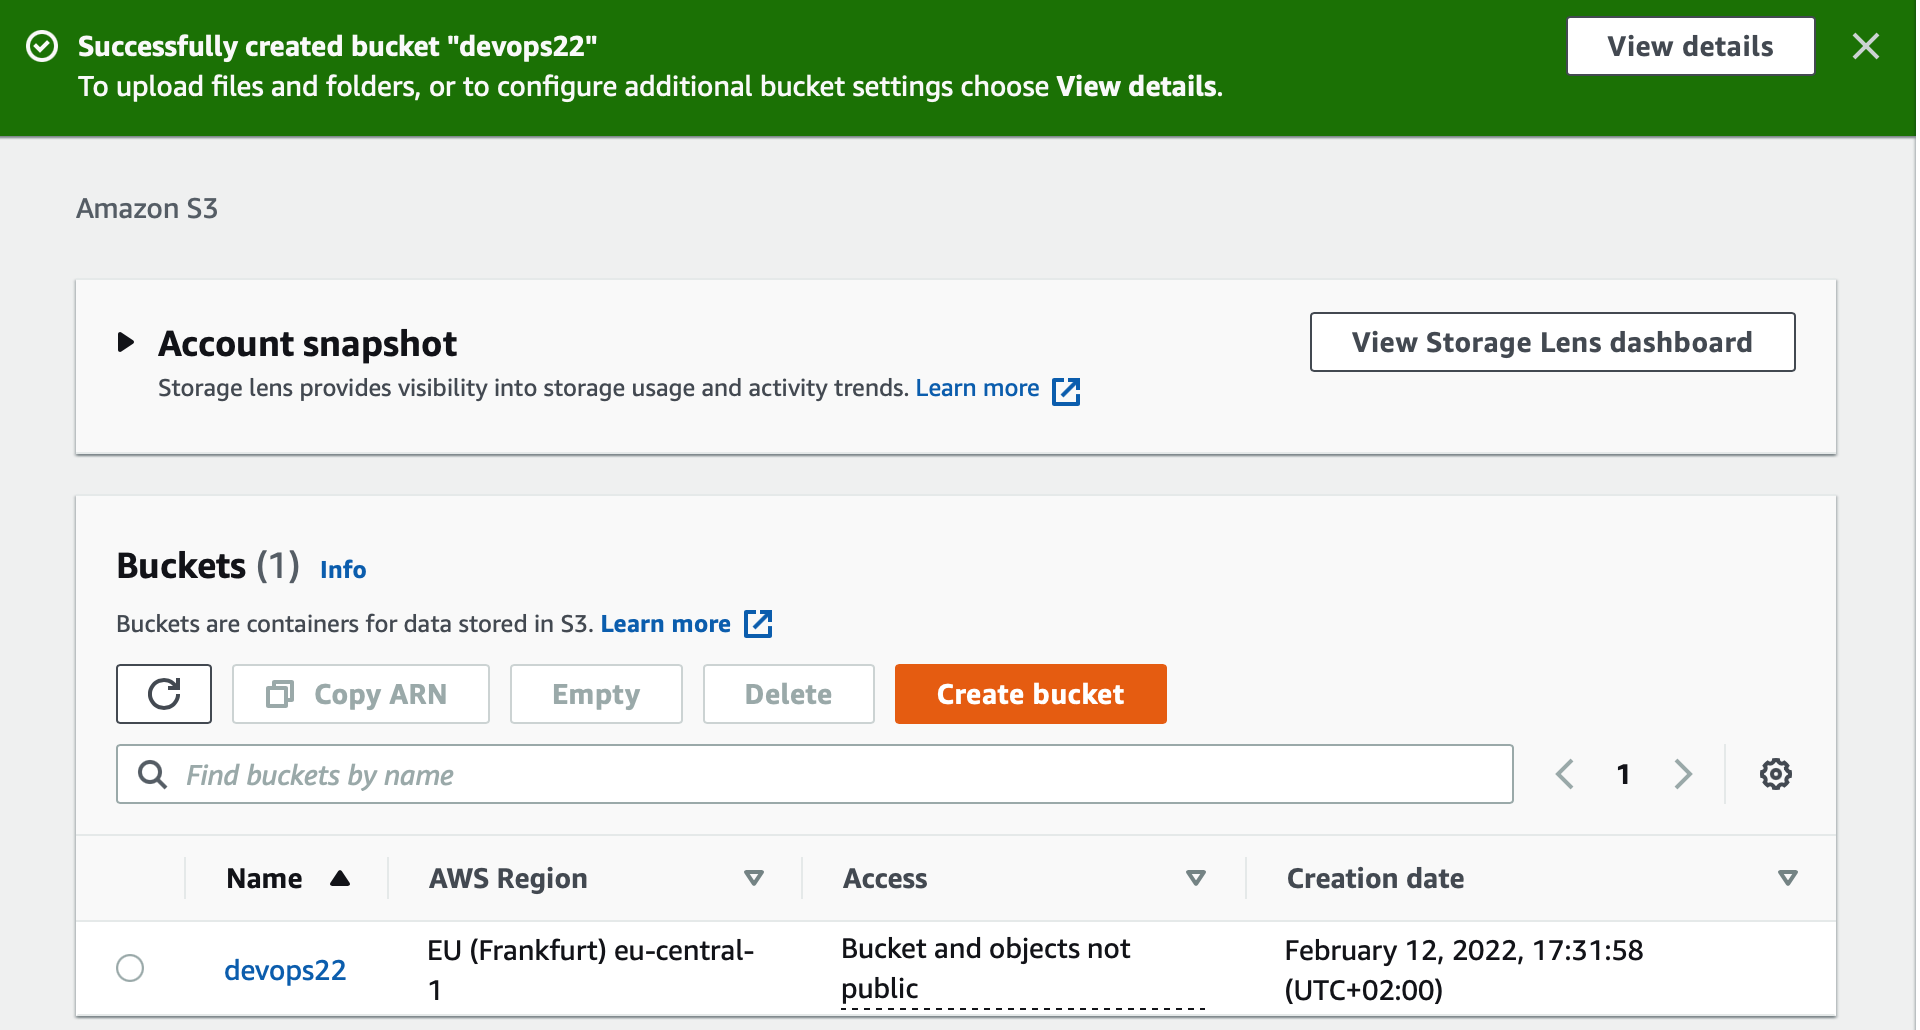 Successfully created bucket "devops22"
View details
To upload files and folders, or to configure additional bucket settings choose View details.
Amazon S3
Account snapshot
View Storage Lens dashboard
Storage lens provides visibility into storage usage and activity trends. Learn more
Buckets (1) Info
Buckets are containers for data stored in S3. Learn more
Copy ARN Empty Delete Create bucket
Find buckets by name 1
Name AWS Region Access Creation date
devops22 EU (Frankfurt) eu-central- Bucket and objects not February 12, 2022, 17:31:58
1 public (UTC+02:00)